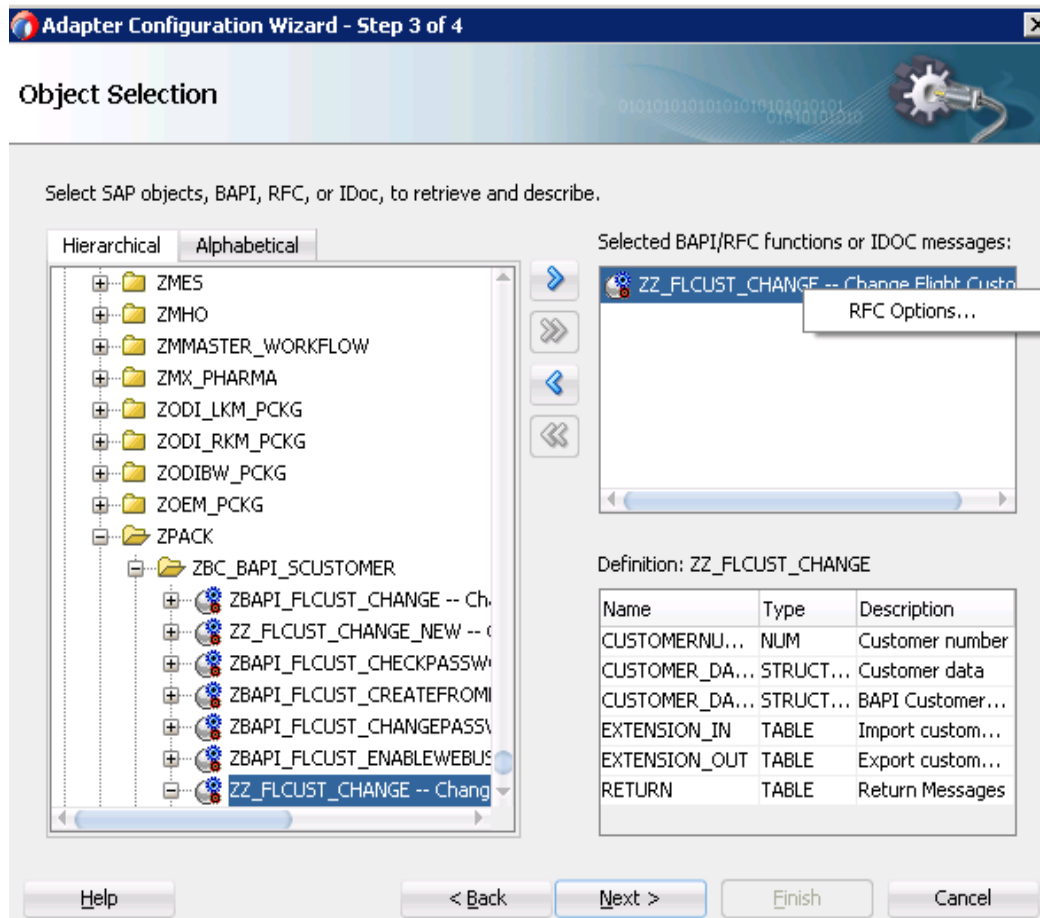 Adapter Configuration Wizard - Step 3 of 4
Object Selection
Select SAP objects, BAPI, RFC, or IDoc, to retrieve and describe.
Hierarchical Alphabetical
ZMES
ZMHO
ZMMASTER_WORKFLOW
ZMX_PHARMA
ZODI_LKM_PCKG
ZODI_RKM_PCKG
ZODIBW_PCKG
ZOEM_PCKG
ZPACK
ZBC_BAPI_SCUSTOMER
ZBAPI_FLCUST_CHANGE -- Ch
ZZ_FLCUST_CHANGE_NEW --
ZBAPI_FLCUST_CHECKPASSW
ZBAPI_FLCUST_CREATEFROM
ZBAPI_FLCUST_CHANGEPASS
ZBAPI_FLCUST_ENABLEWEBUS
ZZ_FLCUST_CHANGE -- Chang
Selected BAPI/RFC functions or IDOC messages:
ZZ_FLCUST_CHANGE -- Change Flight Custo
RFC Options...
Definition: ZZ_FLCUST_CHANGE
Name Type Description
CUSTOMERNU... NUM Customer number
CUSTOMER_DA... STRUCT... Customer data
CUSTOMER_DA... STRUCT... BAPI Customer...
EXTENSION_IN TABLE Import custom...
EXTENSION_OUT TABLE Export custom...
RETURN TABLE Return Messages
Help < Back Next > Finish Cancel